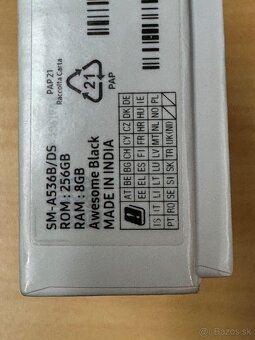 PAP 21
Raccolta Carta
21
PAP
SM-A536B/DS
ROM : 256GB
RAM : 8GB
Awesome Black
MADE IN INDIA
AT BE BG CH CY CZ DK DE
EE EL ES FI FR HR HU IE
IS IT LI LT LU LV MT NL NO PL
PT RO SE SI SK TR UK(NI)
Bazos.sk